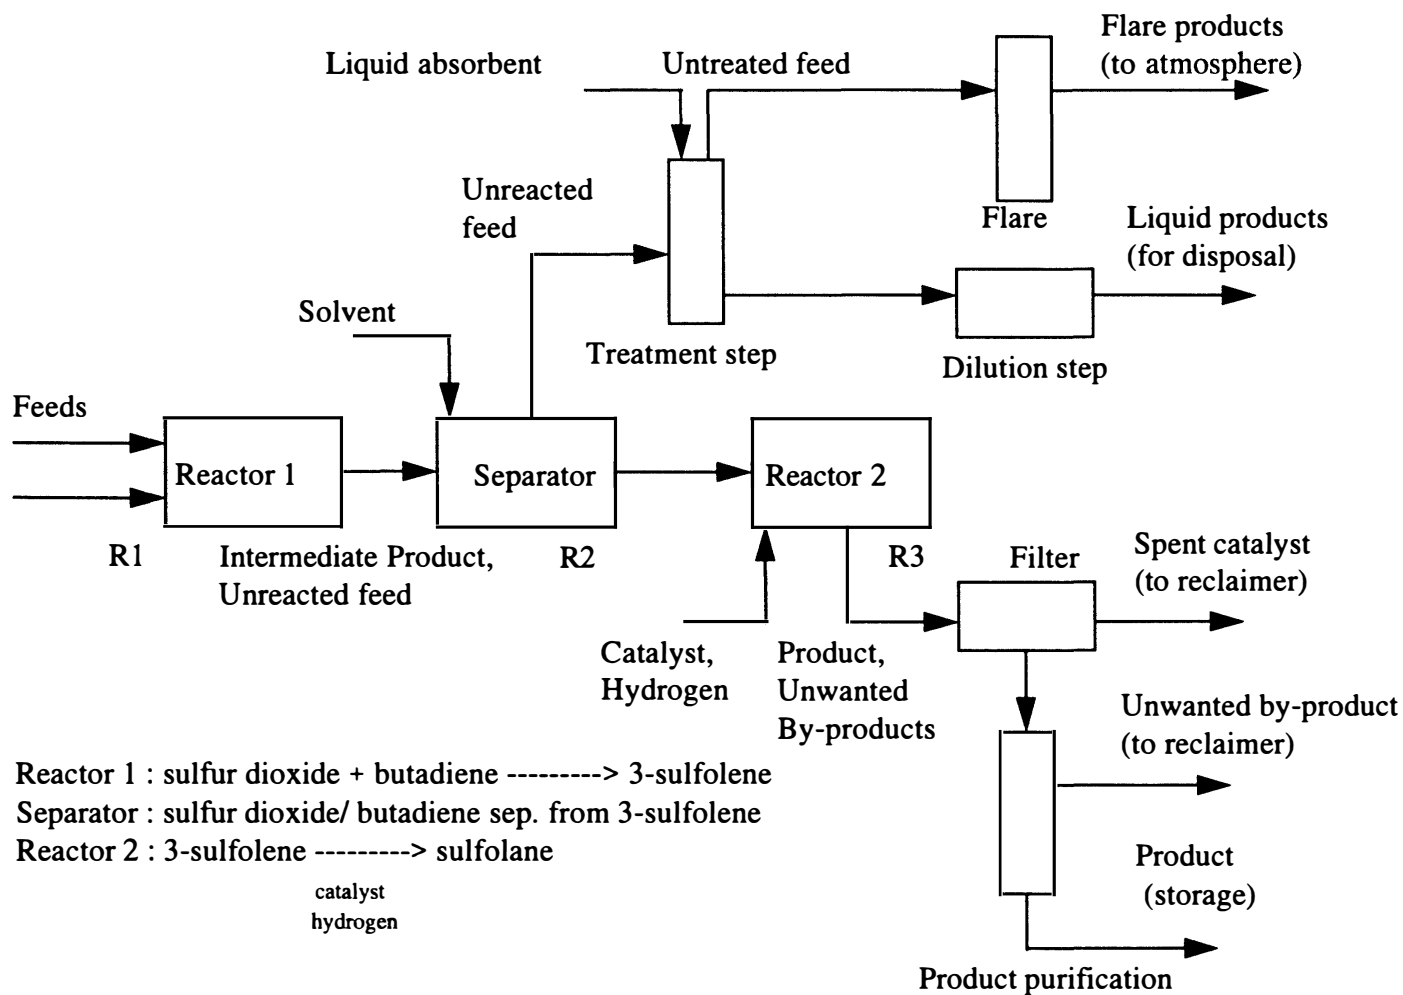 Flare products
(to atmosphere)
Liquid absorbent
Untreated feed
Unreacted
feed
Flare
Liquid products
(for disposal)
Solvent
Treatment step
Dilution step
Feeds
Reactor 1
Separator
Reactor 2
R1
Intermediate Product,
Unreacted feed
R2
R3
Filter
Spent catalyst
(to reclaimer)
Catalyst,
Hydrogen
Product,
Unwanted
By-products
Unwanted by-product
(to reclaimer)
Reactor 1 : sulfur dioxide + butadiene ---------> 3-sulfolene
Separator : sulfur dioxide/ butadiene sep. from 3-sulfolene
Reactor 2 : 3-sulfolene ---------> sulfolane
catalyst
hydrogen
Product
(storage)
Product purification